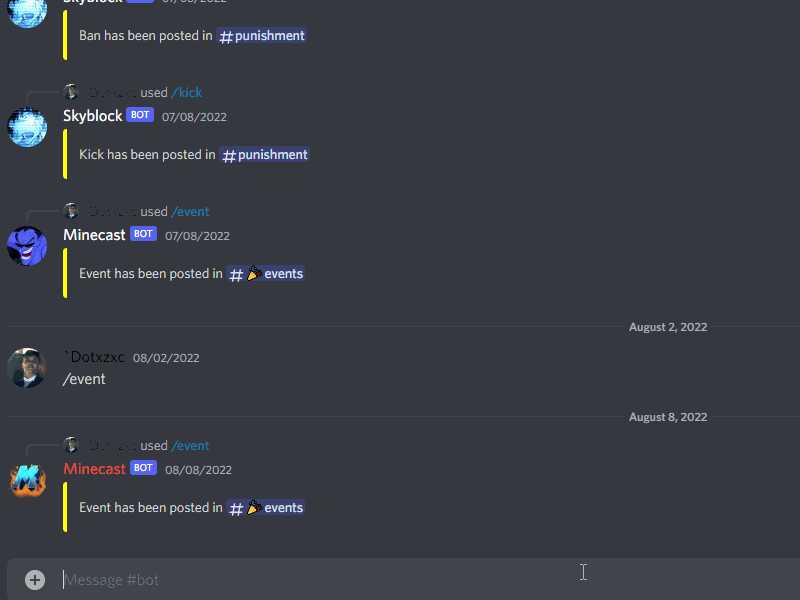 Skyblock BOT 07/08/2022
Ban has been posted in #punishment
used /kick
Skyblock BOT 07/08/2022
Kick has been posted in #punishment
used /event
Minecast BOT 07/08/2022
Event has been posted in #🎉events
August 2, 2022
`Dotxzxc 08/02/2022
/event
August 8, 2022
used /event
Minecast BOT 08/08/2022
Event has been posted in #🎉events
Message #bot